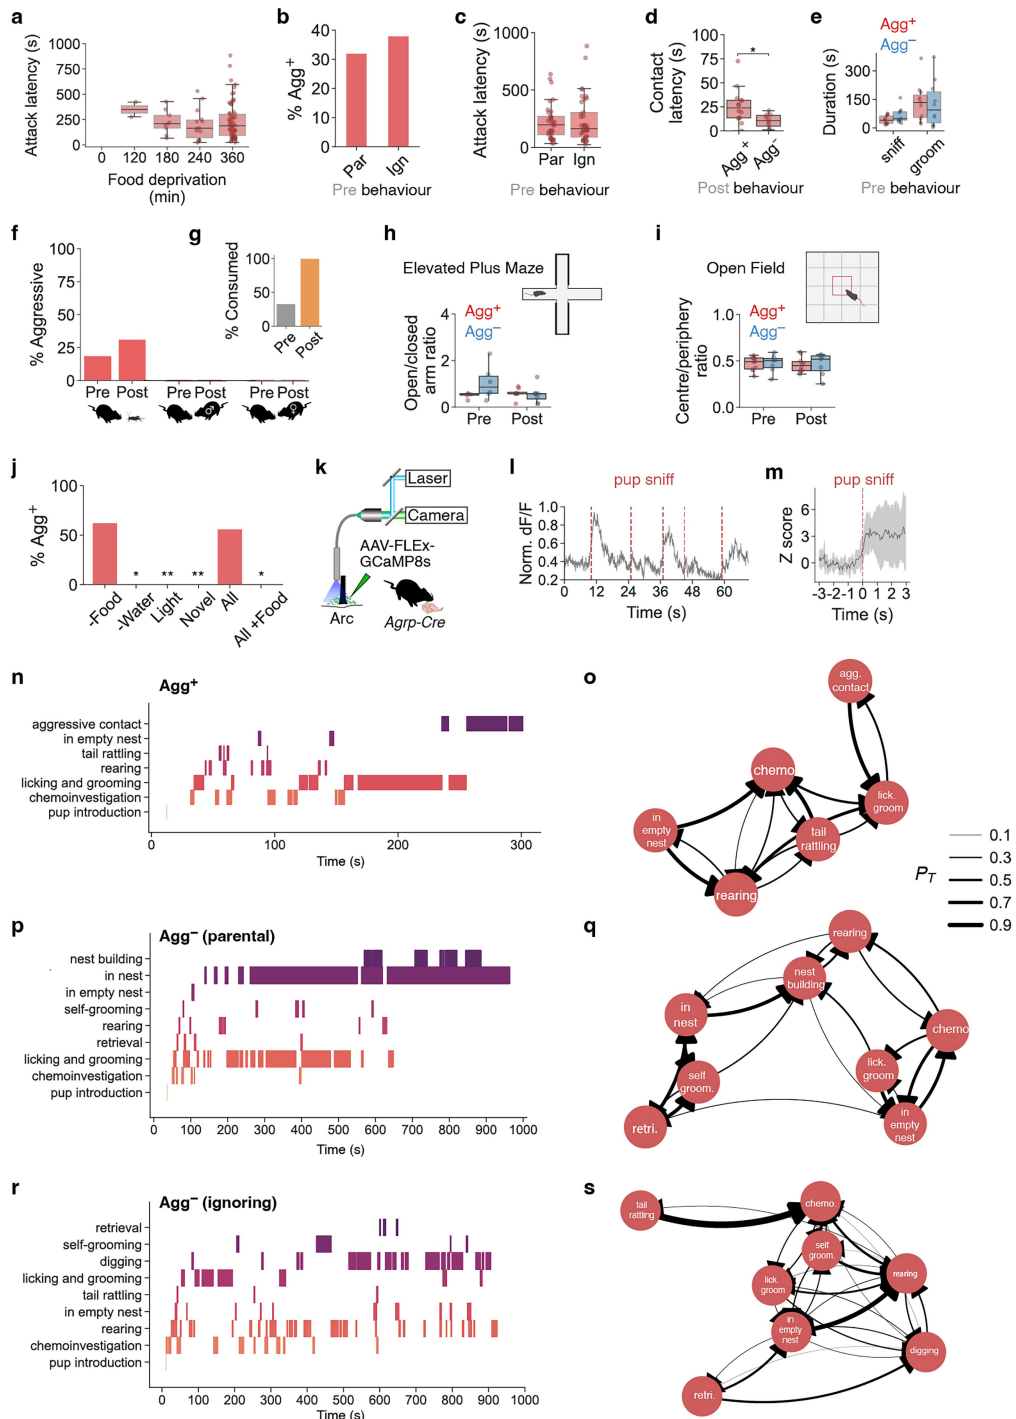 a
Attack latency (s)
1000
750
500
250
0
0 120 180 240 360
Food deprivation
(min)
b
% Agg+
40
30
20
10
0
Par Ign
Pre behaviour
c
Attack latency (s)
1000
800
600
400
200
0
Par Ign
Pre behaviour
d
Contact
latency (s)
100
75
50
25
0
*
Agg+ Agg–
Post behaviour
e
Agg+
Agg–
Duration (s)
300
150
0
sniff groom
Pre behaviour
f
% Aggressive
100
75
50
25
0
Pre Post Pre Post Pre Post
♂ ♀
g
% Consumed
100
50
0
Pre Post
h
Elevated Plus Maze
Agg+
Agg–
Open/closed
arm ratio
4
2
0
Pre Post
i
Open Field
Agg+
Agg–
Centre/periphery
ratio
1.0
0.5
0.0
Pre Post
j
% Agg+
100
50
0
* ** ** *
-Food -Water Light Novel All All +Food
k
Laser
Camera
AAV-FLEx-
GCaMP8s
Arc
Agrp-Cre
l
pup sniff
Norm. dF/F
1.0
0.8
0.6
0.4
0.2
0 12 24 36 48 60
Time (s)
m
pup sniff
Z score
6
3
0
-3 -2 -1 0 1 2 3
Time (s)
n
Agg+
aggressive contact
in empty nest
tail rattling
rearing
licking and grooming
chemoinvestigation
pup introduction
0 100 200 300
Time (s)
o
agg.
contact
chemo
lick.
groom
in
empty
nest
tail
rattling
rearing
PT
0.1
0.3
0.5
0.7
0.9
p
Agg– (parental)
nest building
in nest
in empty nest
self-grooming
rearing
retrieval
licking and grooming
chemoinvestigation
pup introduction
0 100 200 300 400 500 600 700 800 900 1000
Time (s)
q
rearing
nest
building
in
nest
chemo
lick.
groom
self
groom.
in
empty
nest
retri.
r
Agg– (ignoring)
retrieval
self-grooming
digging
licking and grooming
tail rattling
in empty nest
rearing
chemoinvestigation
pup introduction
0 100 200 300 400 500 600 700 800 900 1000
Time (s)
s
tail
rattling
chemo.
self
groom.
rearing
lick.
groom
in
empty
nest
digging
retri.